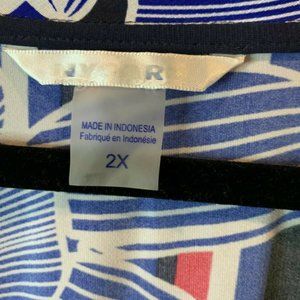 MADE IN INDONESIA
Fabriqué en Indonésie
2X